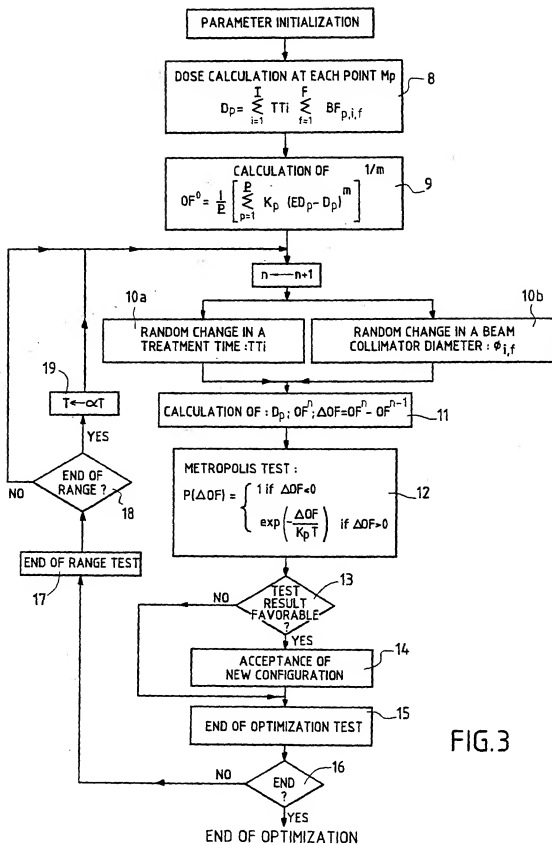 PARAMETER INITIALIZATION
DOSE CALCULATION AT EACH POINT Mp
Dp = I ∑ i=1 TTi F ∑ f=1 BFp,i,f
8
CALCULATION OF
OF⁰ = 1/P [ P ∑ p=1 Kp (EDp - Dp)^m ]^1/m
9
n ← n+1
10a
10b
RANDOM CHANGE IN A
TREATMENT TIME : TTi
RANDOM CHANGE IN A BEAM
COLLIMATOR DIAMETER : ϕi,f
19
T ← αT
CALCULATION OF : Dp ; OFⁿ ; ΔOF = OFⁿ - OFⁿ⁻¹
11
YES
METROPOLIS TEST :
P(ΔOF) = { 1 if ΔOF<0
exp(-ΔOF/KpT) if ΔOF>0
12
NO
END OF
RANGE ?
18
END OF RANGE TEST
17
NO
TEST
RESULT
FAVORABLE
?
13
YES
ACCEPTANCE OF
NEW CONFIGURATION
14
END OF OPTIMIZATION TEST
15
FIG.3
NO
END
?
16
YES
END OF OPTIMIZATION